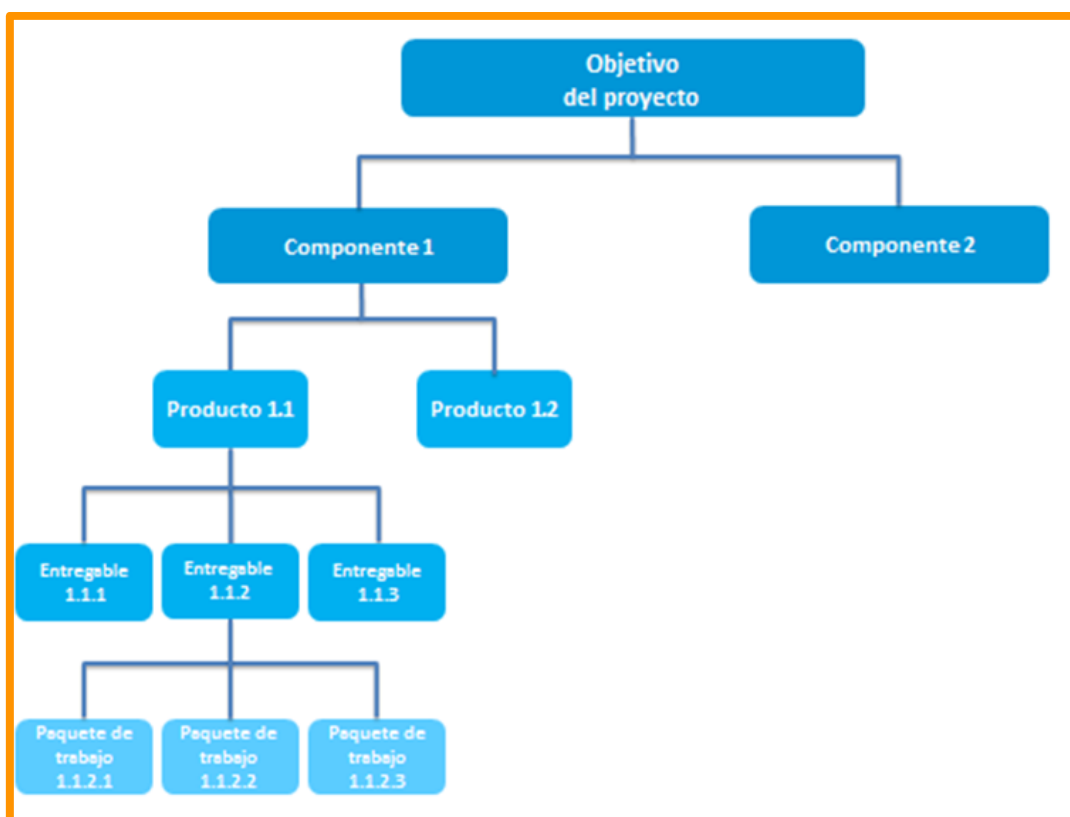 Objetivo
del proyecto
Componente 1
Componente 2
Producto 1.1
Producto 1.2
Entregable
1.1.1
Entregable
1.1.2
Entregable
1.1.3
Paquete de
trabajo
1.1.2.1
Paquete de
trabajo
1.1.2.2
Paquete de
trabajo
1.1.2.3